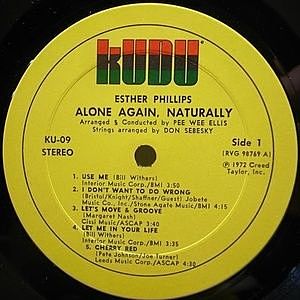 KUDU
ESTHER PHILLIPS
ALONE AGAIN, NATURALLY
Arranged & Conducted by PEE WEE ELLIS
Strings arranged by DON SEBESKY
KU-09
STEREO
Side 1
(RVG 98769 A)
℗ 1972 Creed
Taylor, Inc.
1. USE ME (Bill Withers)
Interior Music Corp./BMI 3:50
2. I DON'T WANT TO DO WRONG
(Bristol/Knight/Shaffner/Guest) Jobete
Music Co., Inc./Stone Agate Music/BMI 4:15
3. LET'S MOVE & GROOVE
(Margaret Nash)
Cissi Music/ASCAP 3:40
4. LET ME IN YOUR LIFE
(Bill Withers)
Interior Music Corp./BMI 3:37
5. CHERRY RED
(Pete Johnson/Joe Turner)
Leeds Music Corp./ASCAP 4:30